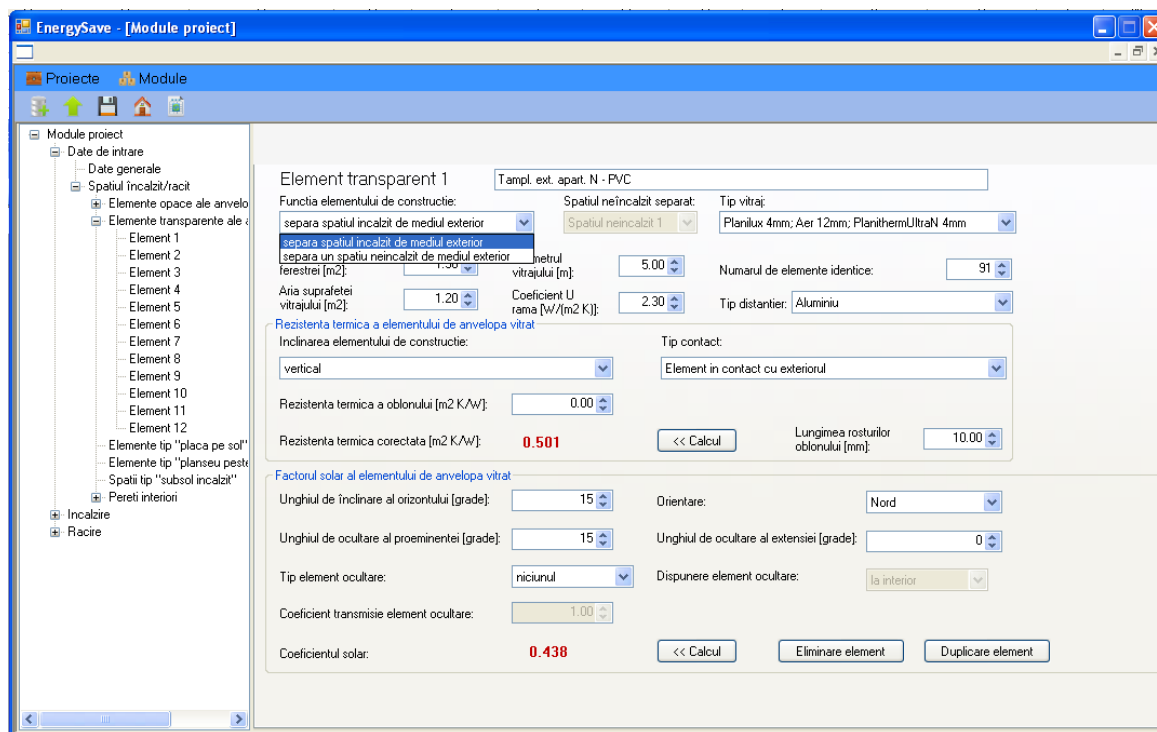 EnergySave - [Module proiect]
Proiecte Module
Module proiect
Date de intrare
Date generale
Spatiul încalzit/racit
Elemente opace ale anvelo
Elemente transparente ale
Element 1
Element 2
Element 3
Element 4
Element 5
Element 6
Element 7
Element 8
Element 9
Element 10
Element 11
Element 12
Elemente tip "placa pe sol"
Elemente tip "planseu peste
Spatii tip "subsol incalzit"
Pereti interiori
Incalzire
Racire
Element transparent 1 Tampl. ext. apart. N - PVC
Functia elementului de constructie: Spatiul neîncalzit separat: Tip vitraj:
separa spatiul incalzit de mediul exterior Spatiul neincalzit 1 Planilux 4mm; Aer 12mm; PlanithermUltraN 4mm
separa spatiul incalzit de mediul exterior
separa un spatiu neincalzit de mediul exterior
ferestrei [m2]: vitrajului [m]: 5.00 Numarul de elemente identice: 91
Aria suprafetei vitrajului [m2]: 1.20 Coeficient U rama [W/(m2 K)]: 2.30 Tip distantier: Aluminiu
Rezistenta termica a elementului de anvelopa vitrat
Inclinarea elementului de constructie: Tip contact:
vertical Element in contact cu exteriorul
Rezistenta termica a oblonului [m2 K/W]: 0.00
Rezistenta termica corectata [m2 K/W]: 0.501 << Calcul Lungimea rosturilor oblonului [mm]: 10.00
Factorul solar al elementului de anvelopa vitrat
Unghiul de înclinare al orizontului [grade]: 15 Orientare: Nord
Unghiul de ocultare al proeminentei [grade]: 15 Unghiul de ocultare al extensiei [grade]: 0
Tip element ocultare: niciunul Dispunere element ocultare: la interior
Coeficient transmisie element ocultare: 1.00
Coeficientul solar: 0.438 << Calcul Eliminare element Duplicare element